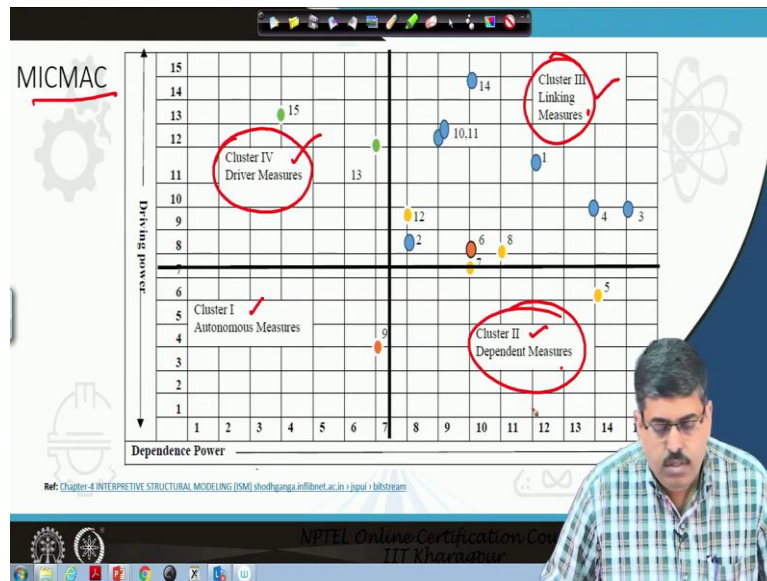 MICMAC
15
14
14
13
15
12
10,11
11
13
1
10
9
12
4
3
8
2
6
8
7
7
6
5
5
4
9
3
2
1
Cluster IV
Driver Measures
Cluster III
Linking
Measures
Cluster I
Autonomous Measures
Cluster II
Dependent Measures
Driving power
1 2 3 4 5 6 7 8 9 10 11 12 13 14
Dependence Power
Ref: Chapter-4 INTERPRETIVE STRUCTURAL MODELING (ISM) shodhganga.inflibnet.ac.in › jspui › bitstream
NPTEL Online Certification
IIT Kharagpur